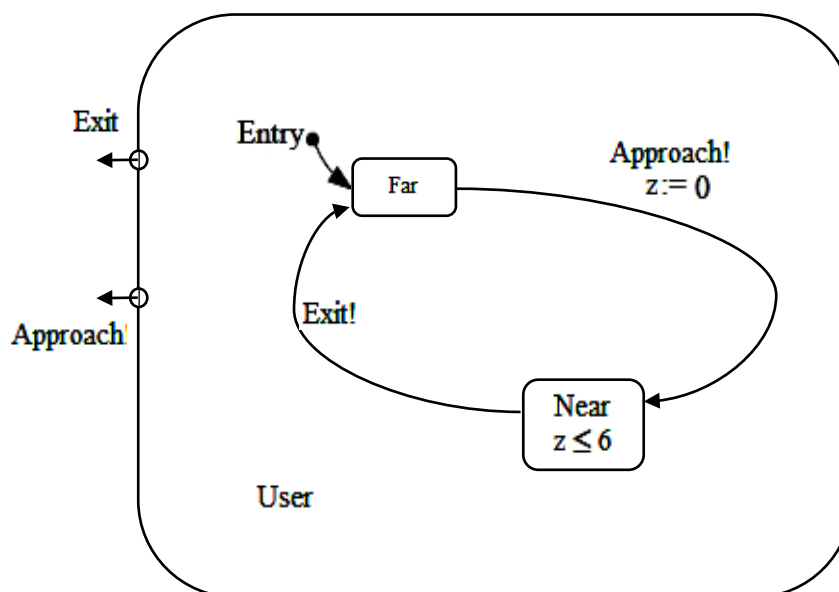 Exit
Entry
Far
Approach!
z:= 0
Exit!
Approach!
Near
z ≤ 6
User